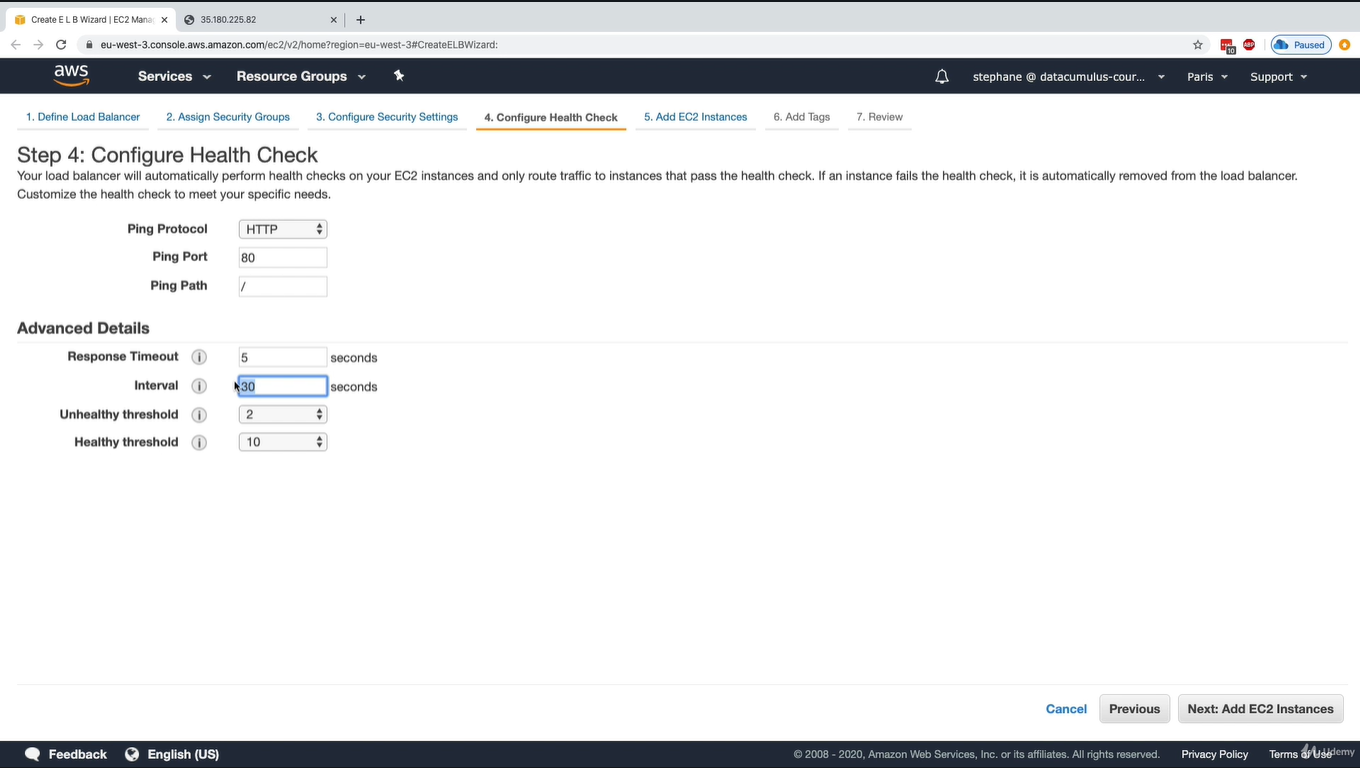 Create E L B Wizard | EC2 Mana
35.180.225.82
eu-west-3.console.aws.amazon.com/ec2/v2/home?region=eu-west-3#CreateELBWizard:
10
ABP
Paused
aws
Services
Resource Groups
stephane @ datacumulus-cour...
Paris
Support
1. Define Load Balancer
2. Assign Security Groups
3. Configure Security Settings
4. Configure Health Check
5. Add EC2 Instances
6. Add Tags
7. Review
Step 4: Configure Health Check
Your load balancer will automatically perform health checks on your EC2 instances and only route traffic to instances that pass the health check. If an instance fails the health check, it is automatically removed from the load balancer.
Customize the health check to meet your specific needs.
Ping Protocol HTTP
Ping Port 80
Ping Path /
Advanced Details
Response Timeout i 5 seconds
Interval i 30 seconds
Unhealthy threshold i 2
Healthy threshold i 10
Cancel
Previous
Next: Add EC2 Instances
Feedback
English (US)
© 2008 - 2020, Amazon Web Services, Inc. or its affiliates. All rights reserved.
Privacy Policy
Terms of Use
Udemy